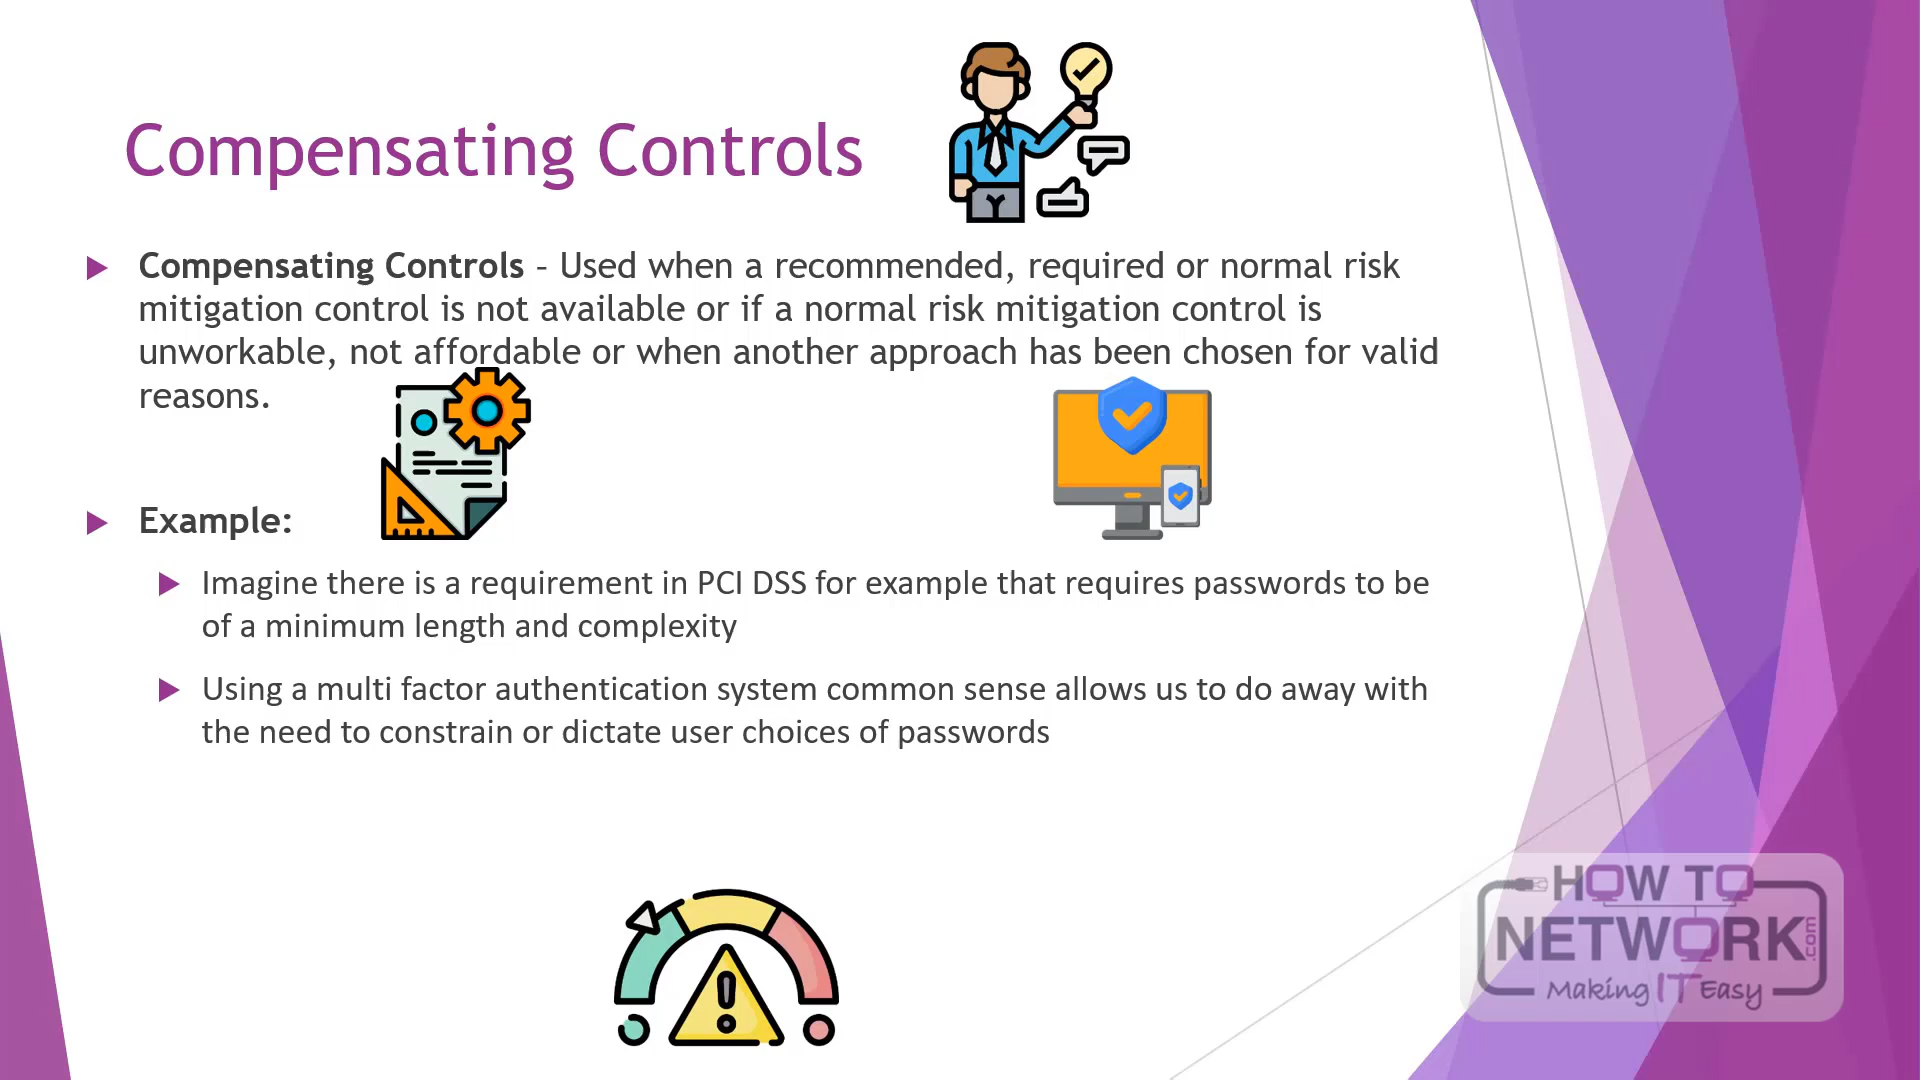 Compensating Controls
Compensating Controls – Used when a recommended, required or normal risk
mitigation control is not available or if a normal risk mitigation control is
unworkable, not affordable or when another approach has been chosen for valid
reasons.
Example:
Imagine there is a requirement in PCI DSS for example that requires passwords to be
of a minimum length and complexity
Using a multi factor authentication system common sense allows us to do away with
the need to constrain or dictate user choices of passwords
HOW TO
NETWORK.com
Making IT Easy